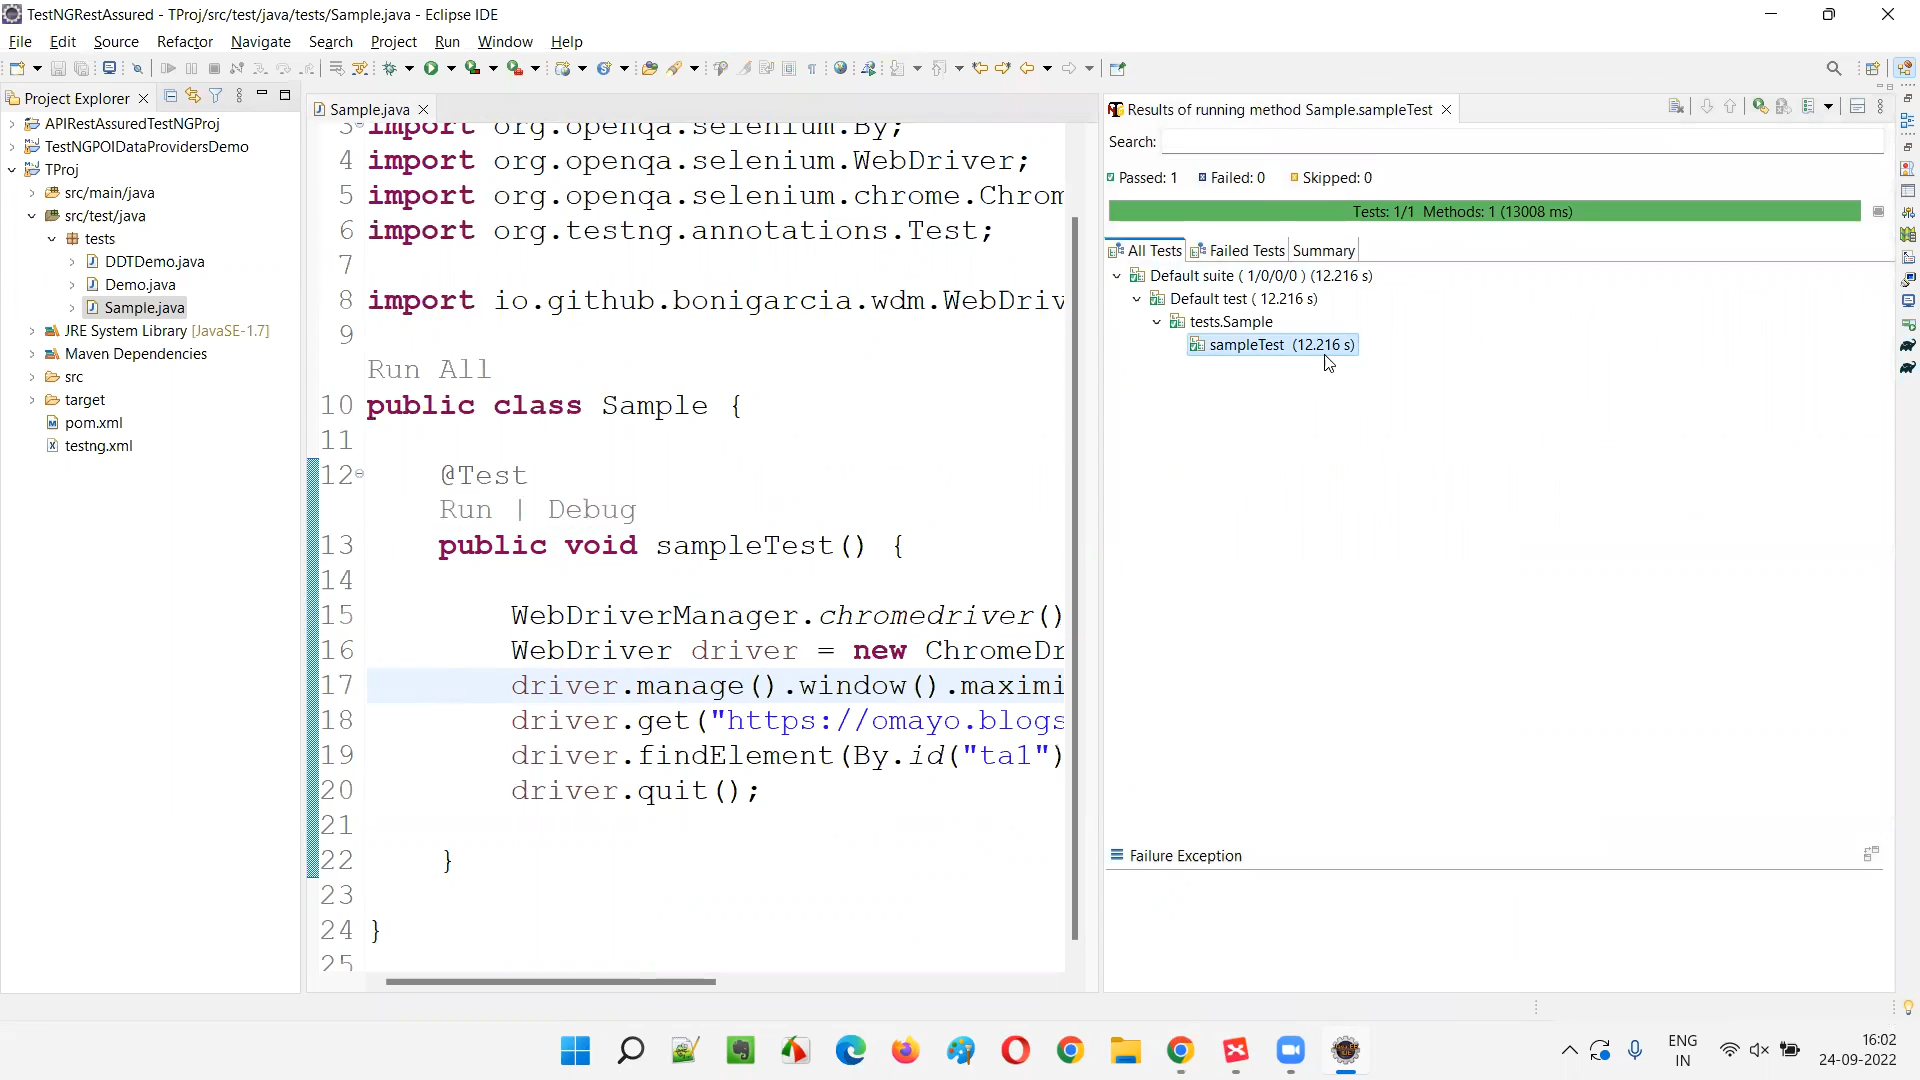 TestNGRestAssured - TProj/src/test/java/tests/Sample.java - Eclipse IDE
File Edit Source Refactor Navigate Search Project Run Window Help
Project Explorer
APIRestAssuredTestNGProj
TestNGPOIDataProvidersDemo
TProj
src/main/java
src/test/java
tests
DDTDemo.java
Demo.java
Sample.java
JRE System Library [JavaSE-1.7]
Maven Dependencies
src
target
pom.xml
testng.xml
Sample.java
3 import org.openqa.selenium.By;
4 import org.openqa.selenium.WebDriver;
5 import org.openqa.selenium.chrome.Chrom
6 import org.testng.annotations.Test;
7
8 import io.github.bonigarcia.wdm.WebDriv
9
Run All
10 public class Sample {
11
12 @Test
Run | Debug
13 public void sampleTest() {
14
15 WebDriverManager.chromedriver()
16 WebDriver driver = new ChromeDr
17 driver.manage().window().maximi
18 driver.get("https://omayo.blogs
19 driver.findElement(By.id("ta1")
20 driver.quit();
21
22 }
23
24 }
25
Results of running method Sample.sampleTest
Search:
Passed: 1 Failed: 0 Skipped: 0
Tests: 1/1 Methods: 1 (13008 ms)
All Tests Failed Tests Summary
Default suite ( 1/0/0/0 ) (12.216 s)
Default test ( 12.216 s)
tests.Sample
sampleTest (12.216 s)
Failure Exception
ENG
IN
16:02
24-09-2022